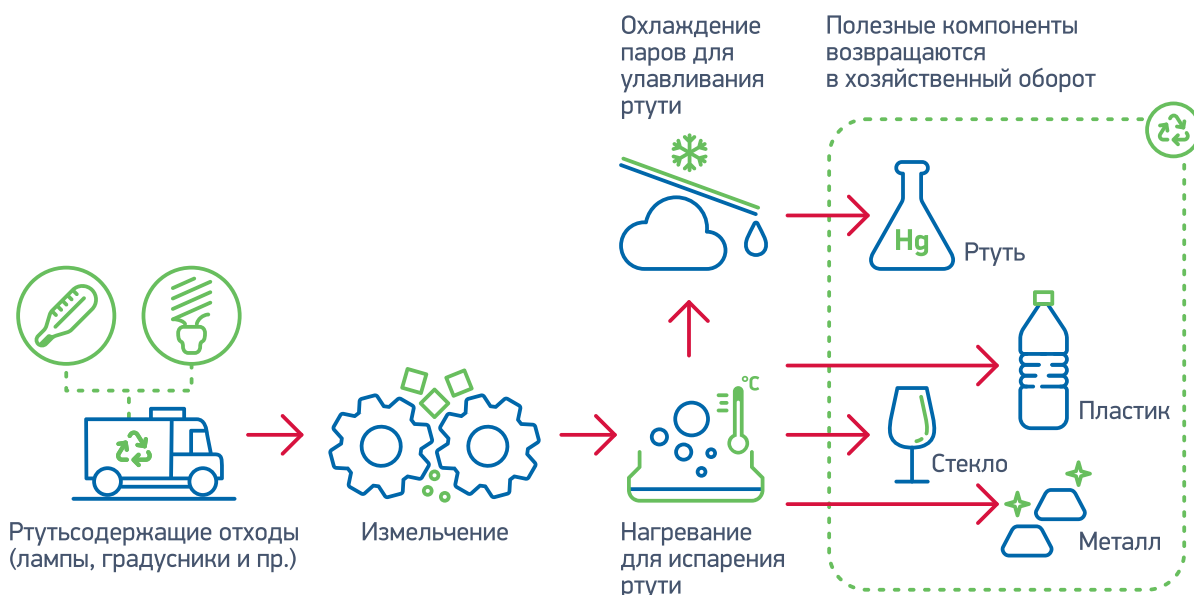 Охлаждение
паров для
улавливания
ртути
Полезные компоненты
возвращаются
в хозяйственный оборот
Hg
Ртуть
°C
Пластик
Стекло
Металл
Ртутьсодержащие отходы
(лампы, градусники и пр.)
Измельчение
Нагревание
для испарения
ртути